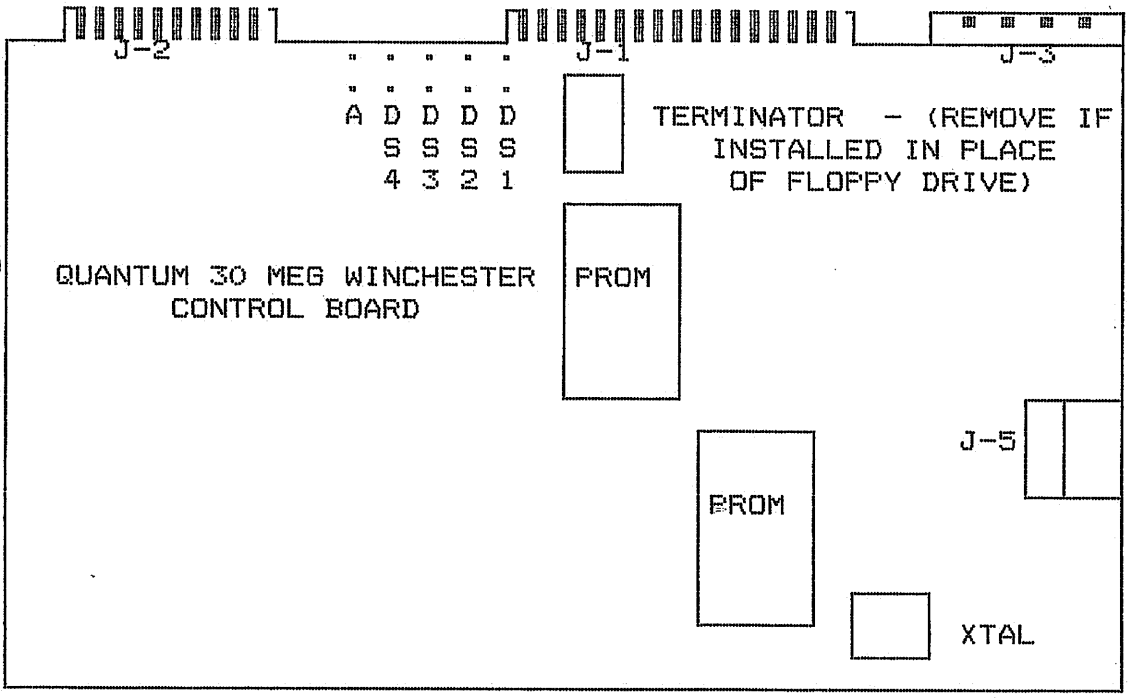 J-2
J-1
J-3
A D D D D
S S S S
4 3 2 1
TERMINATOR - (REMOVE IF
INSTALLED IN PLACE
OF FLOPPY DRIVE)
QUANTUM 30 MEG WINCHESTER
CONTROL BOARD
PROM
J-5
PROM
XTAL